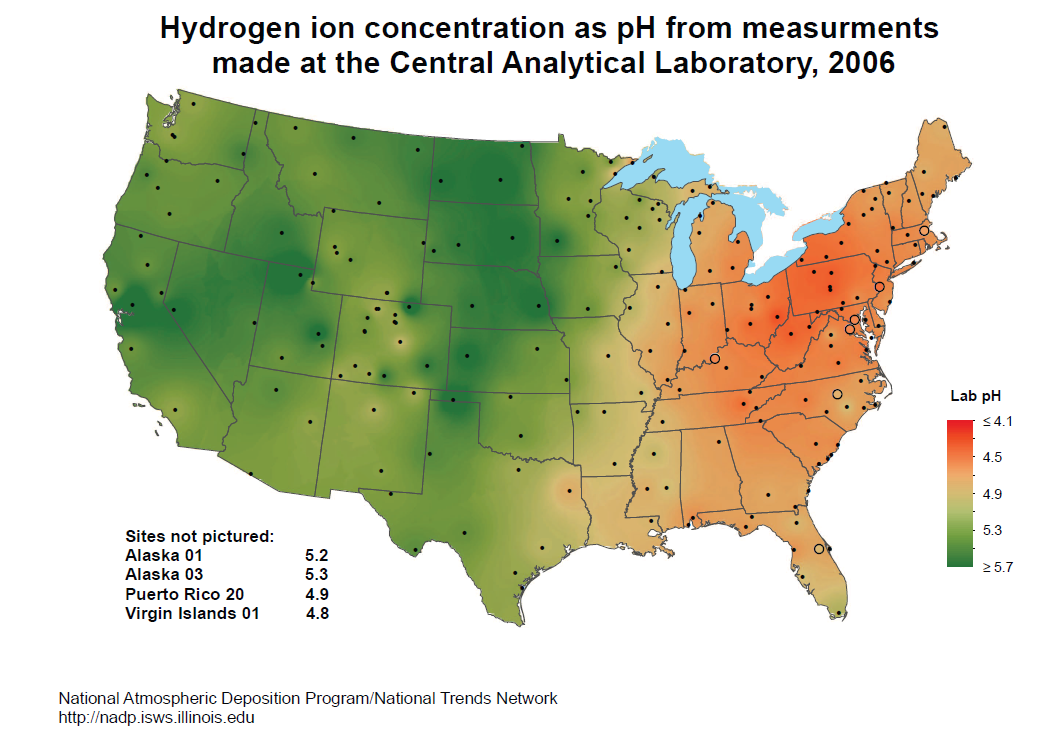 Hydrogen ion concentration as pH from measurments
made at the Central Analytical Laboratory, 2006
Lab pH
≤ 4.1
4.5
4.9
5.3
≥ 5.7
Sites not pictured:
Alaska 01 5.2
Alaska 03 5.3
Puerto Rico 20 4.9
Virgin Islands 01 4.8
National Atmospheric Deposition Program/National Trends Network
http://nadp.isws.illinois.edu